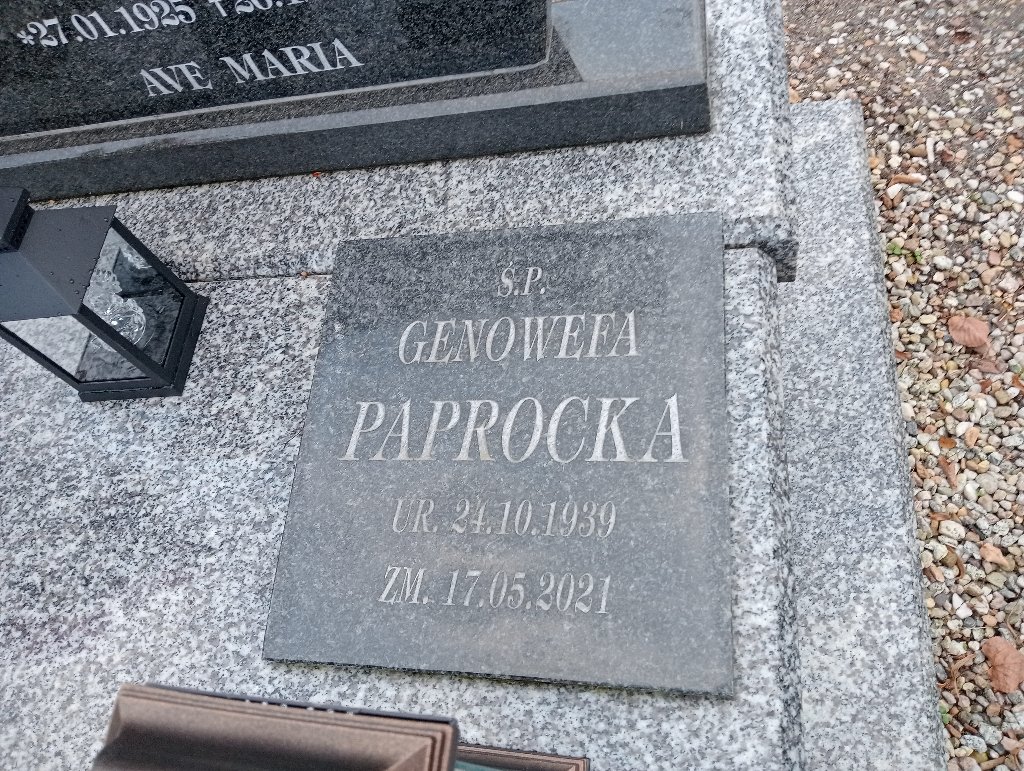 *27.01.1925
AVE MARIA
Ś.P.
GENOWEFA
PAPROCKA
UR. 24.10.1939
ZM. 17.05.2021